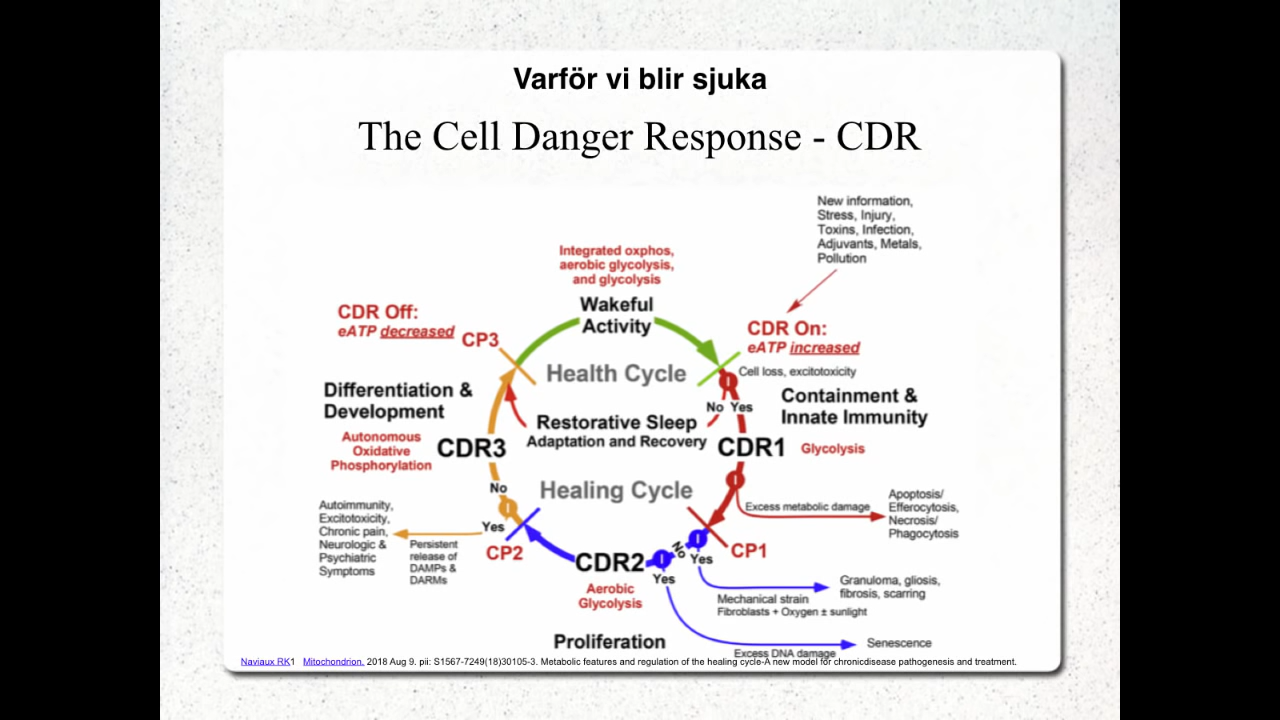 Varför vi blir sjuka
The Cell Danger Response - CDR
New information,
Stress, Injury,
Toxins, Infection,
Adjuvants, Metals,
Pollution
Integrated oxphos,
aerobic glycolysis,
and glycolysis
Wakeful
Activity
CDR Off:
eATP decreased
CP3
CDR On:
eATP increased
Health Cycle
Cell loss, excitotoxicity
Differentiation &
Development
Containment &
Innate Immunity
No Yes
Restorative Sleep
Adaptation and Recovery
Autonomous
Oxidative
Phosphorylation
CDR3
CDR1
Glycolysis
Healing Cycle
No
Autoimmunity,
Excitotoxicity,
Chronic pain,
Neurologic &
Psychiatric
Symptoms
Yes
Persistent
release of
DAMPs &
DARMs
CP2
Excess metabolic damage
Apoptosis/
Efferocytosis,
Necrosis/
Phagocytosis
CP1
CDR2
No
Yes
Yes
Aerobic
Glycolysis
Mechanical strain
Fibroblasts + Oxygen ± sunlight
Granuloma, gliosis,
fibrosis, scarring
Proliferation
Excess DNA damage
Senescence
Naviaux RK1 Mitochondrion. 2018 Aug 9. pii: S1567-7249(18)30105-3. Metabolic features and regulation of the healing cycle-A new model for chronicdisease pathogenesis and treatment.